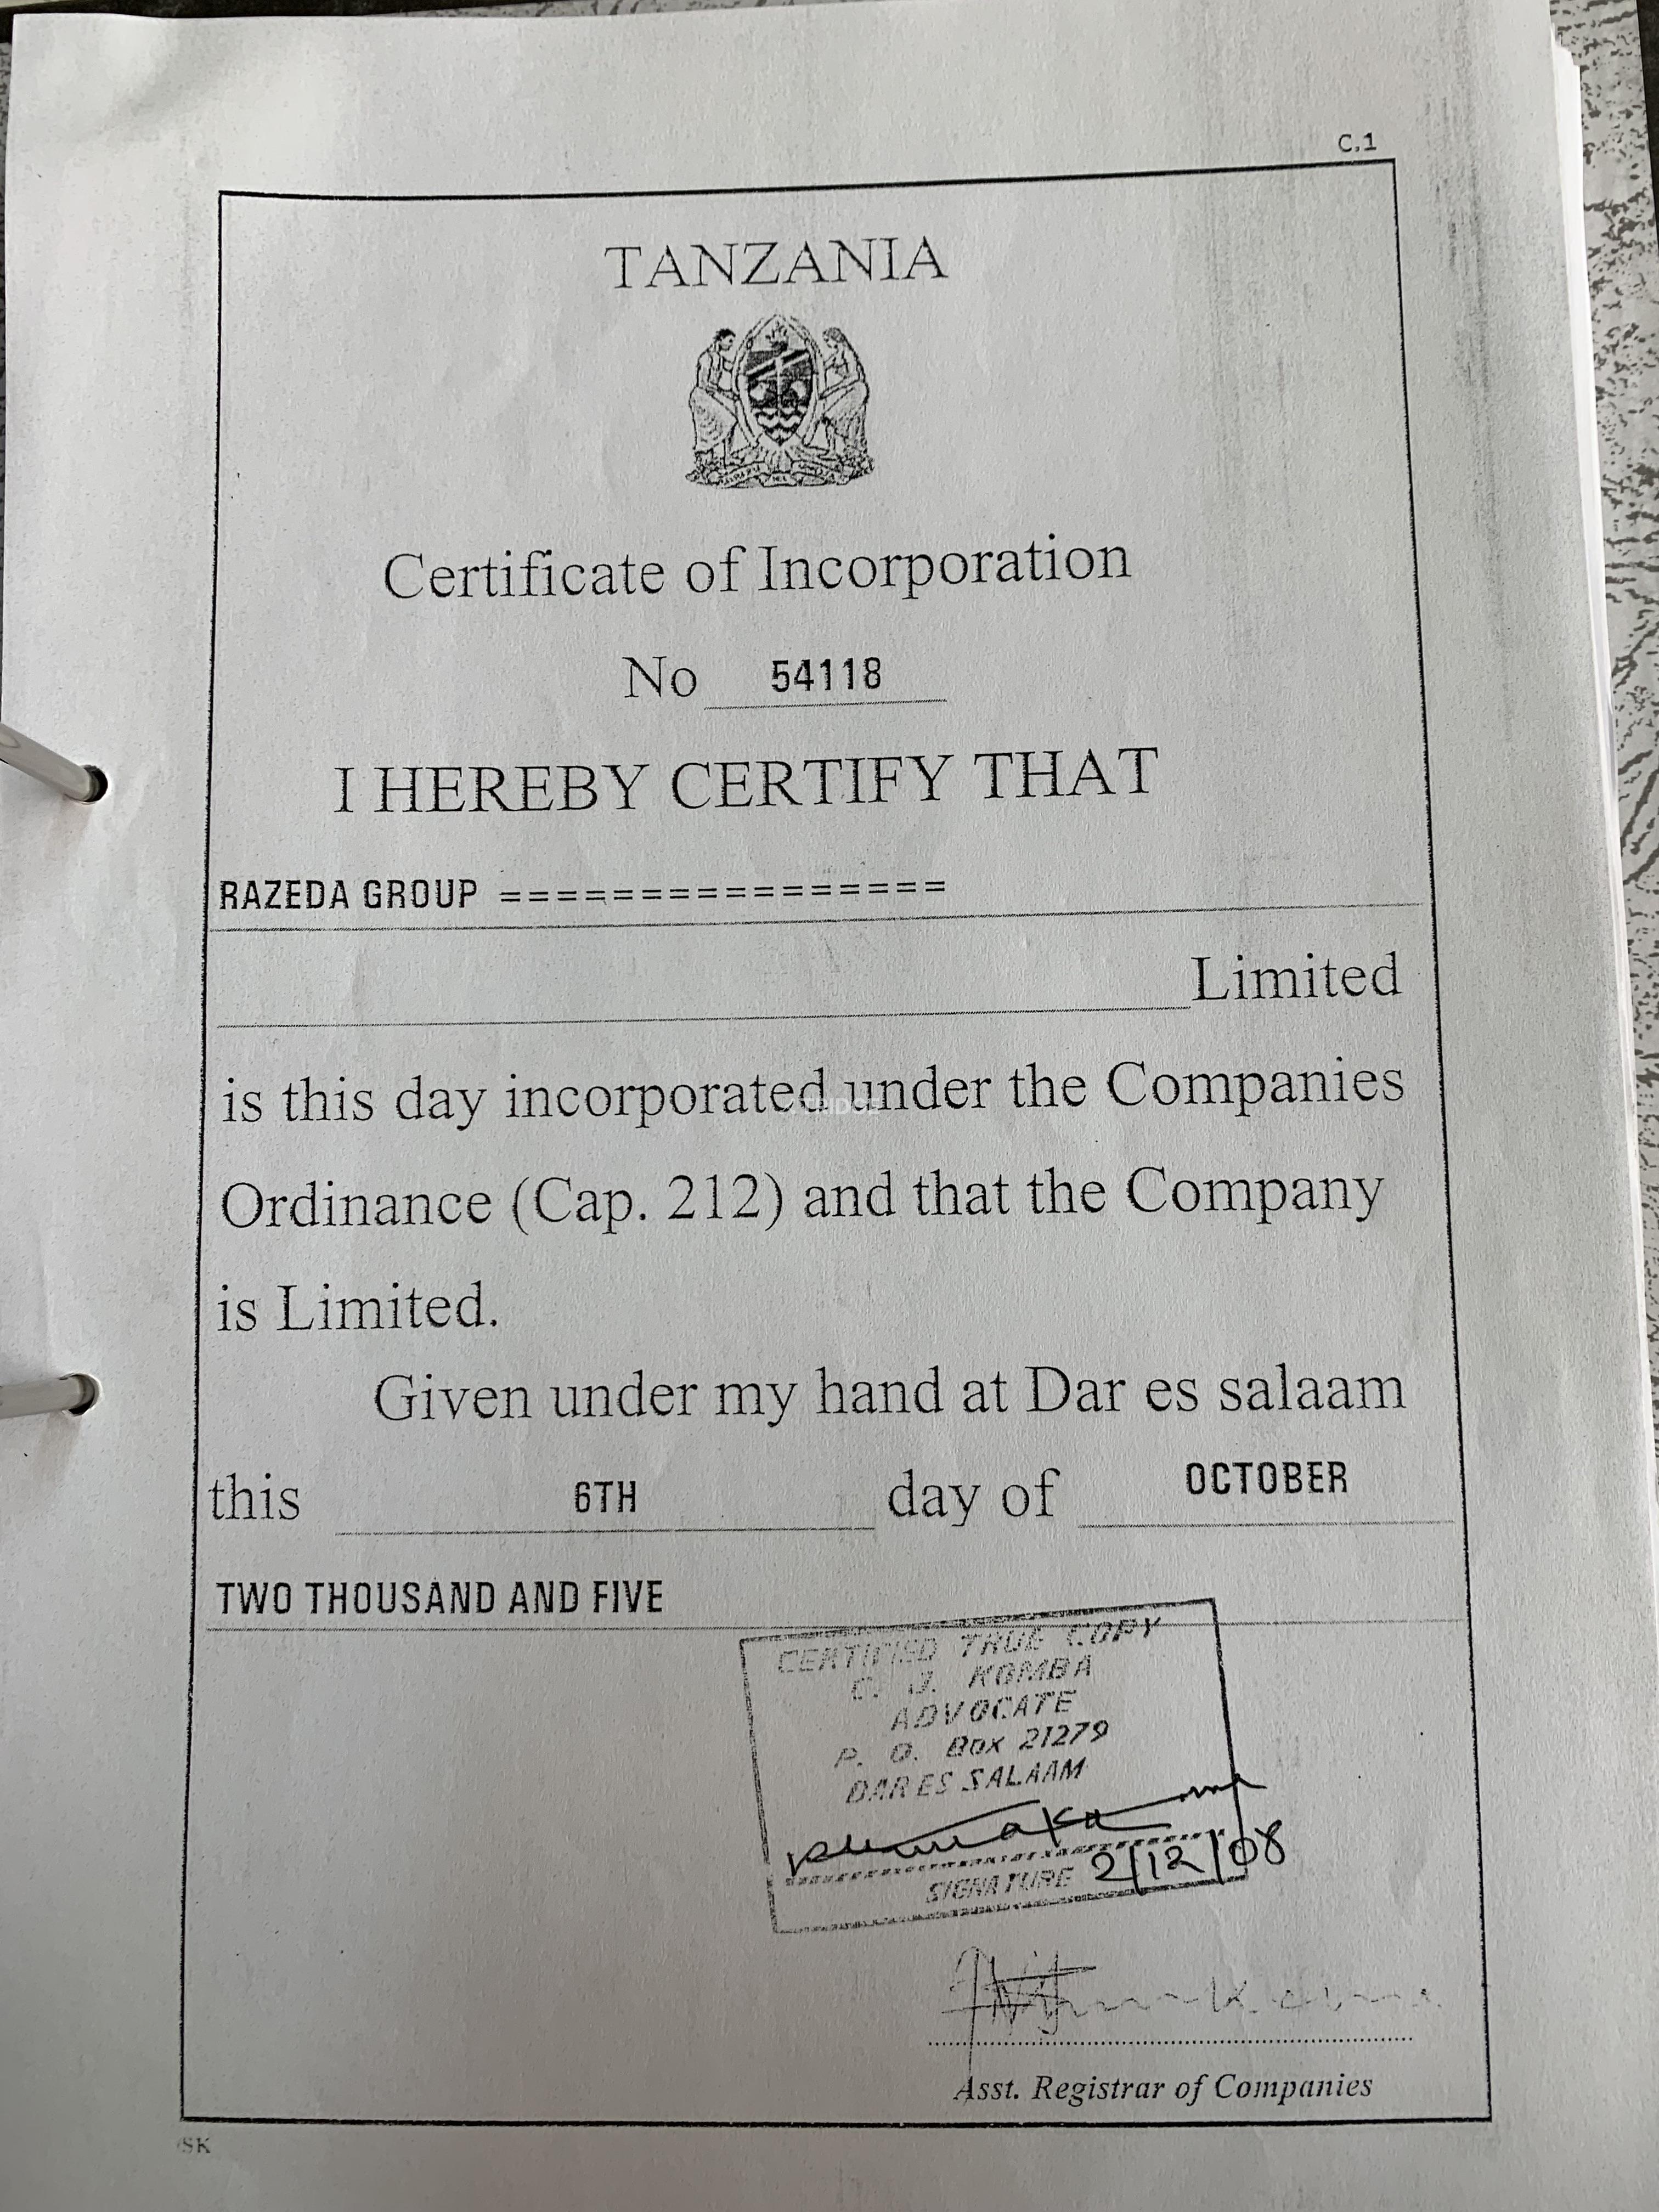 C.1
TANZANIA
Certificate of Incorporation
No 54118
I HEREBY CERTIFY THAT
RAZEDA GROUP ================
Limited
is this day incorporated under the Companies
Ordinance (Cap. 212) and that the Company
is Limited.
Given under my hand at Dar es salaam
this 6TH day of OCTOBER
TWO THOUSAND AND FIVE
CERTIFIED TRUE COPY
C. J. KOMBA
ADVOCATE
P. O. Box 21279
DAR ES SALAAM
SIGNATURE 2/12/08
Asst. Registrar of Companies
/SK